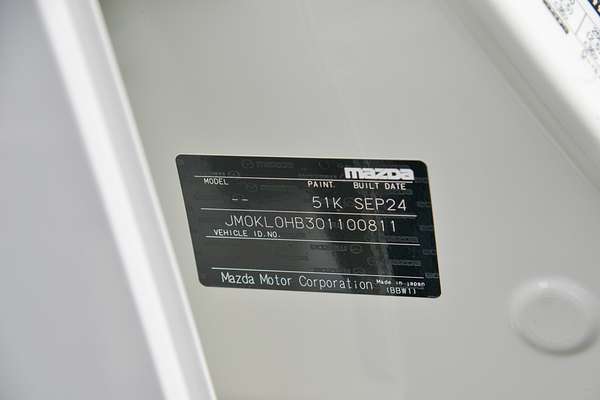 mazda
MODEL PAINT BUILT DATE
-- 51K SEP24
JM0KL0HB301100811
VEHICLE ID.NO.
Mazda Motor Corporation Made in japan
(BBW1)